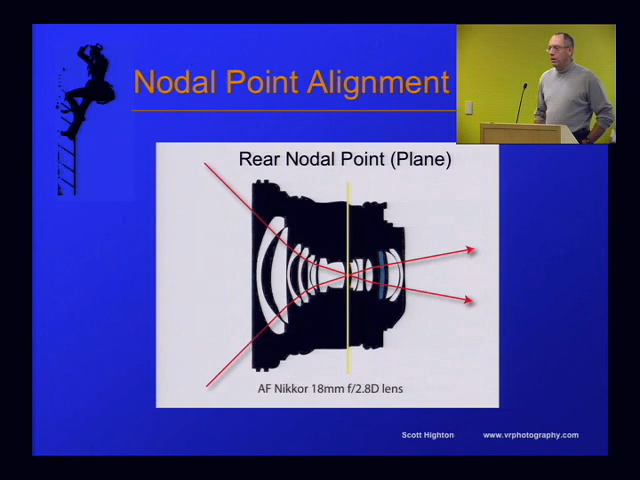 Nodal Point Alignment
Rear Nodal Point (Plane)
AF Nikkor 18mm f/2.8D lens
Scott Highton www.vrphotography.com